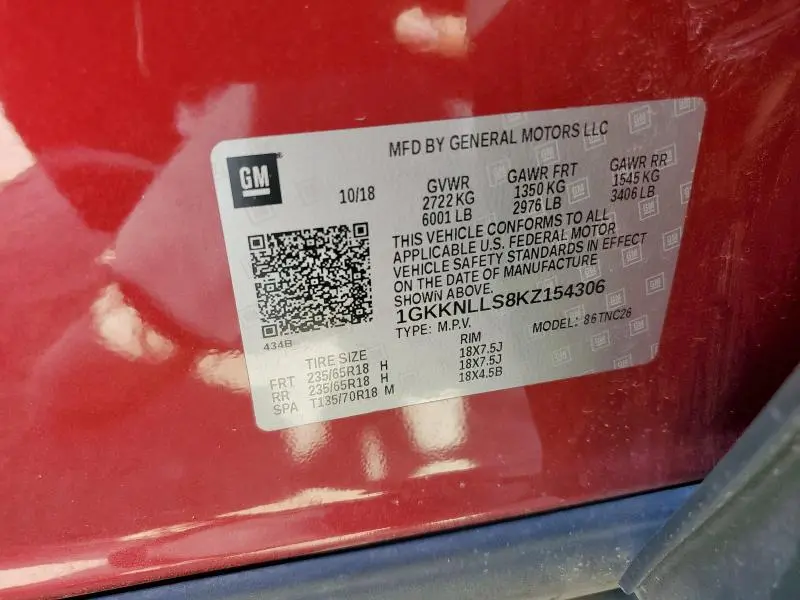 MFD BY GENERAL MOTORS LLC
GM
10/18
GVWR GAWR FRT GAWR RR
2722 KG 1350 KG 1545 KG
6001 LB 2976 LB 3406 LB
THIS VEHICLE CONFORMS TO ALL
APPLICABLE U.S. FEDERAL MOTOR
VEHICLE SAFETY STANDARDS IN EFFECT
ON THE DATE OF MANUFACTURE
SHOWN ABOVE.
1GKKNLLS8KZ154306
TYPE: M.P.V. MODEL: 86TNC26
434B
TIRE SIZE RIM
FRT 235/65R18 H 18X7.5J
RR 235/65R18 H 18X7.5J
SPA T135/70R18 M 18X4.5B